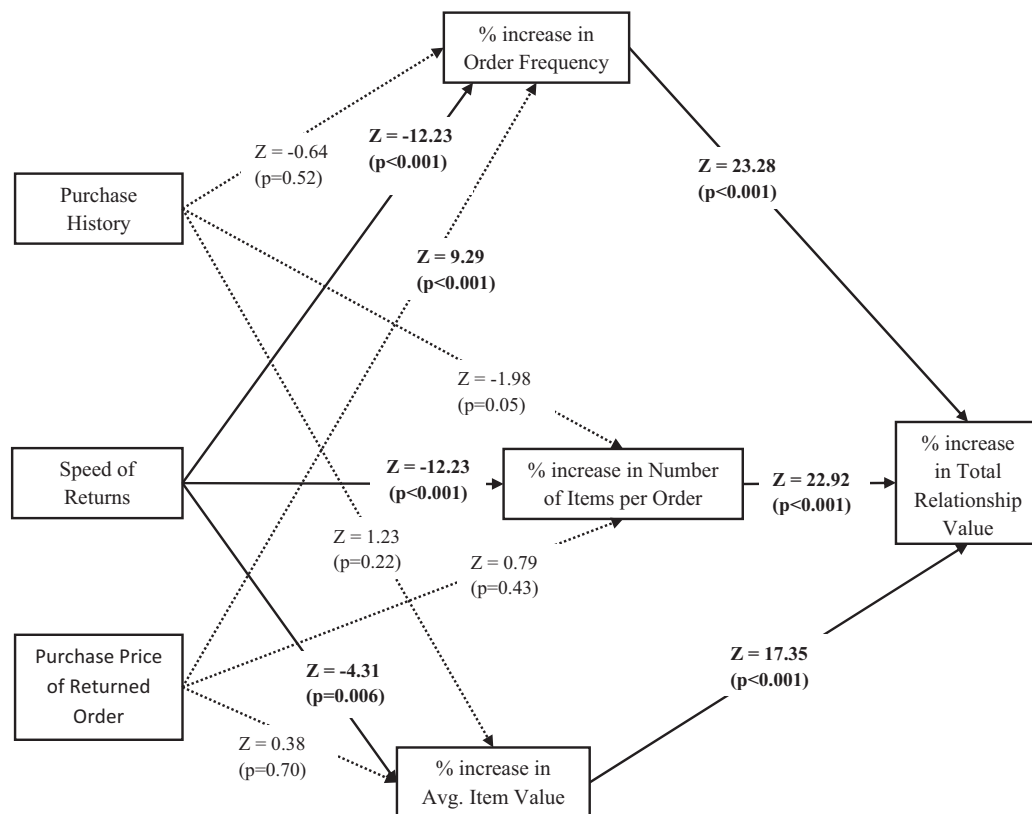 % increase in
Order Frequency
Z = -0.64
(p=0.52)
Z = -12.23
(p<0.001)
Z = 23.28
(p<0.001)
Purchase
History
Z = 9.29
(p<0.001)
Z = -1.98
(p=0.05)
Speed of
Returns
Z = -12.23
(p<0.001)
% increase in Number
of Items per Order
Z = 22.92
(p<0.001)
% increase
in Total
Relationship
Value
Z = 1.23
(p=0.22)
Z = 0.79
(p=0.43)
Purchase Price
of Returned
Order
Z = -4.31
(p=0.006)
Z = 17.35
(p<0.001)
Z = 0.38
(p=0.70)
% increase in
Avg. Item Value